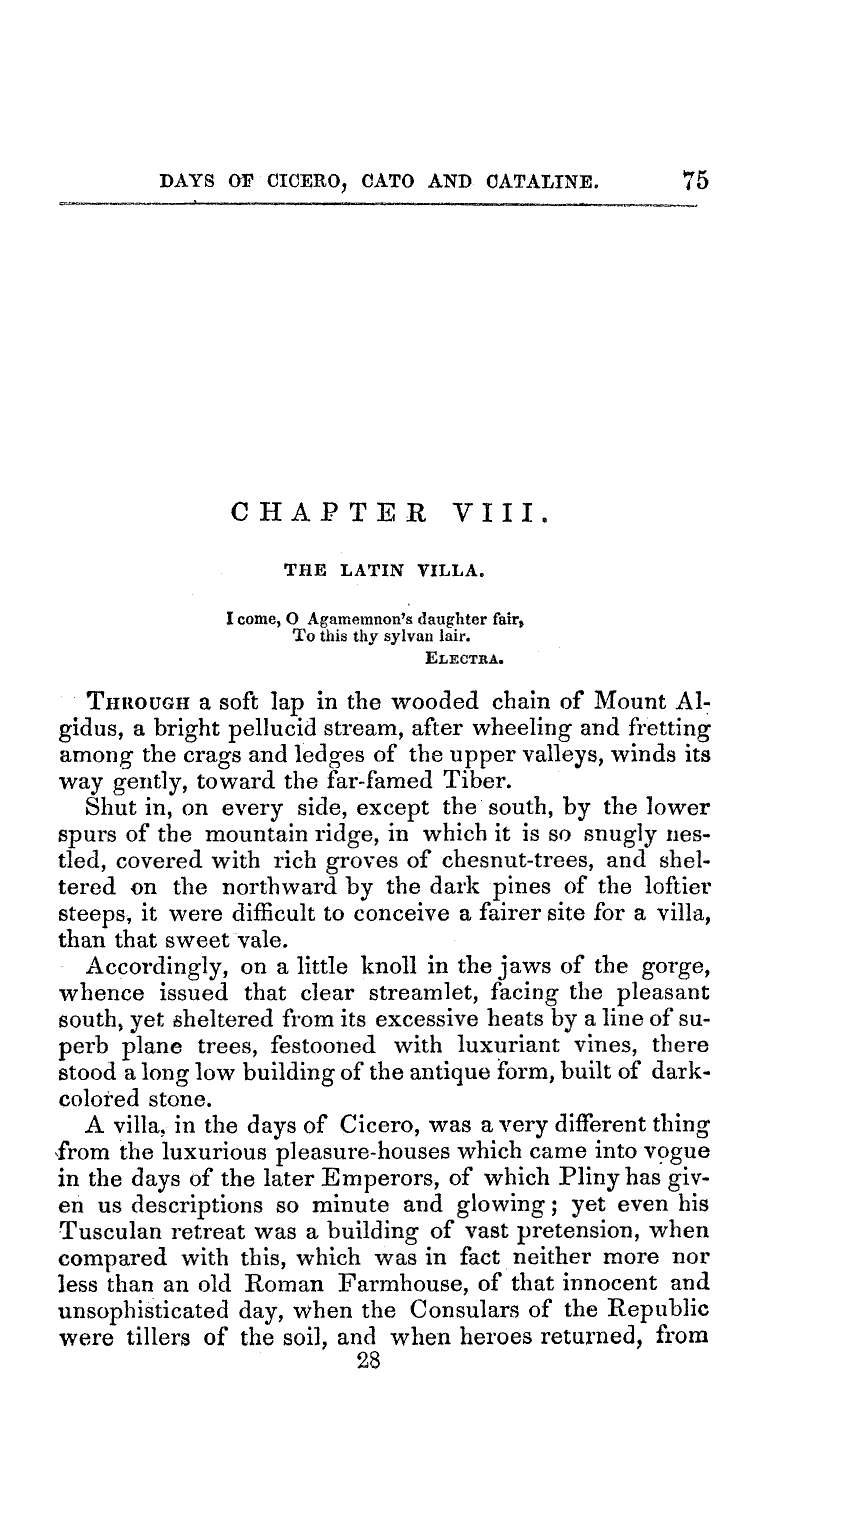 DAYS OF CICERO, CATO AND CATALINE. 75
CHAPTER VIII.
THE LATIN VILLA.
I come, O Agamemnon's daughter fair,
To this thy sylvan lair.
ELECTRA.
THROUGH a soft lap in the wooded chain of Mount Al-
gidus, a bright pellucid stream, after wheeling and fretting
among the crags and ledges of the upper valleys, winds its
way gently, toward the far-famed Tiber.
Shut in, on every side, except the south, by the lower
spurs of the mountain ridge, in which it is so snugly nes-
tled, covered with rich groves of chesnut-trees, and shel-
tered on the northward by the dark pines of the loftier
steeps, it were difficult to conceive a fairer site for a villa,
than that sweet vale.
Accordingly, on a little knoll in the jaws of the gorge,
whence issued that clear streamlet, facing the pleasant
south, yet sheltered from its excessive heats by a line of su-
perb plane trees, festooned with luxuriant vines, there
stood a long low building of the antique form, built of dark-
colored stone.
A villa, in the days of Cicero, was a very different thing
from the luxurious pleasure-houses which came into vogue
in the days of the later Emperors, of which Pliny has giv-
en us descriptions so minute and glowing; yet even his
Tusculan retreat was a building of vast pretension, when
compared with this, which was in fact neither more nor
less than an old Roman Farmhouse, of that innocent and
unsophisticated day, when the Consulars of the Republic
were tillers of the soil, and when heroes returned, from
28